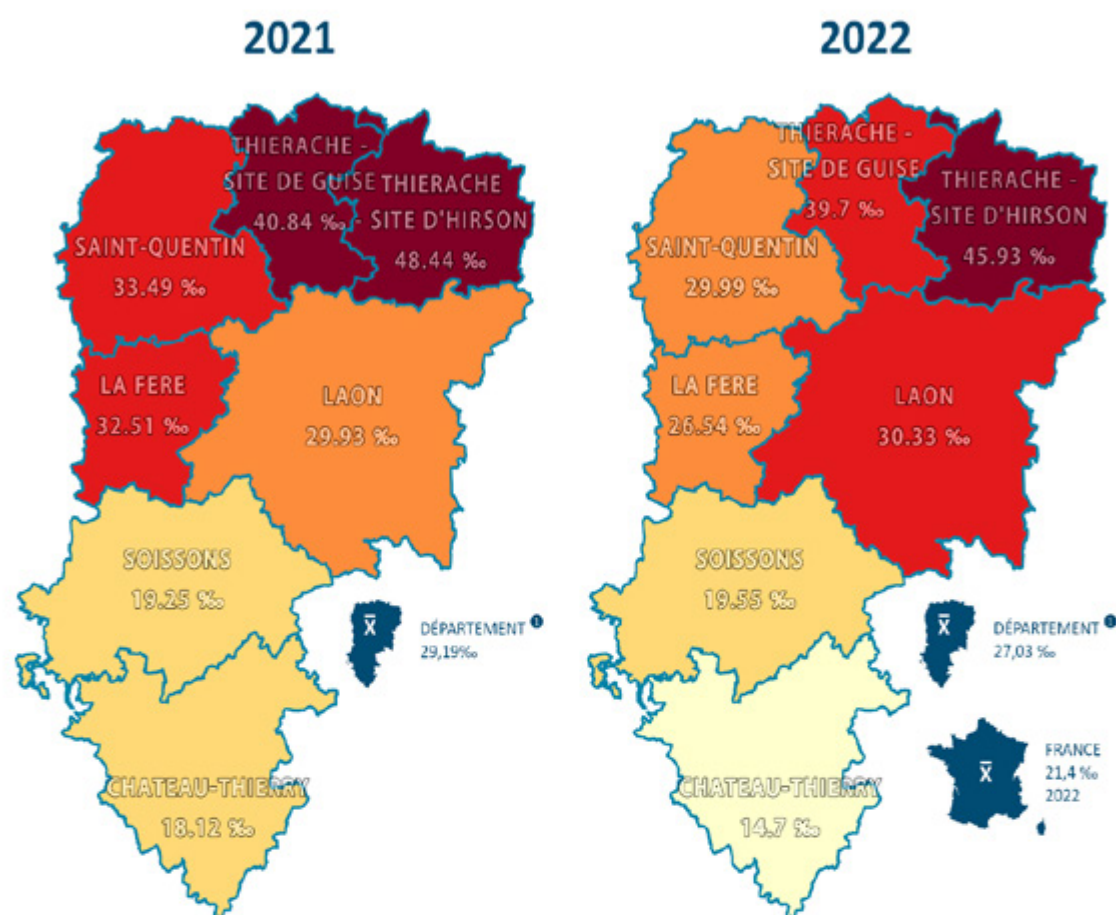 2021
THIERACHE -
SITE DE GUISE
40.84 ‰
THIERACHE -
SITE D'HIRSON
48.44 ‰
SAINT-QUENTIN
33.49 ‰
LA FERE
32.51 ‰
LAON
29.93 ‰
SOISSONS
19.25 ‰
CHATEAU-THIERRY
18.12 ‰
X̅
DÉPARTEMENT ❶
29,19‰
2022
THIERACHE -
SITE DE GUISE
39.7 ‰
THIERACHE -
SITE D'HIRSON
45.93 ‰
SAINT-QUENTIN
29.99 ‰
LA FERE
26.54 ‰
LAON
30.33 ‰
SOISSONS
19.55 ‰
CHATEAU-THIERRY
14.7 ‰
X̅
DÉPARTEMENT ❶
27,03 ‰
X̅
FRANCE
21,4 ‰
2022